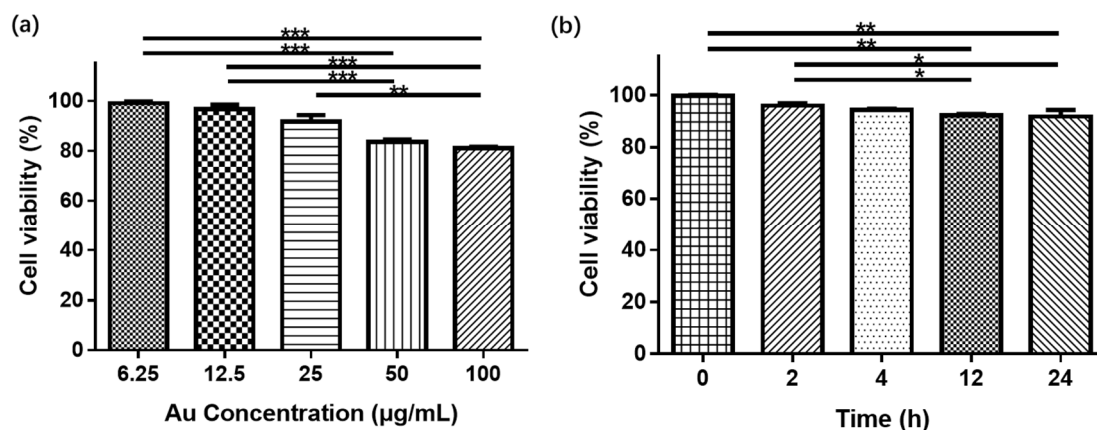 (a)
***
***
***
***
**
Cell viability (%)
100
80
60
40
20
0
6.25 12.5 25 50 100
Au Concentration (μg/mL)
(b)
**
**
*
*
Cell viability (%)
100
80
60
40
20
0
0 2 4 12 24
Time (h)